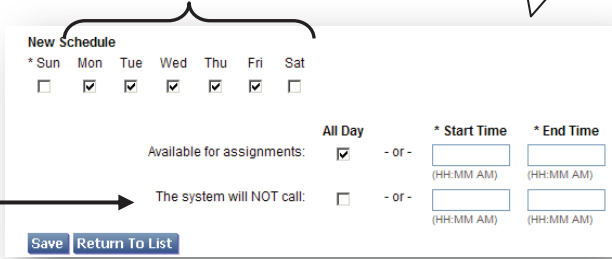 New Schedule
* Sun Mon Tue Wed Thu Fri Sat
All Day * Start Time * End Time
Available for assignments: - or -
(HH:MM AM) (HH:MM AM)
The system will NOT call: - or -
(HH:MM AM) (HH:MM AM)
Save Return To List